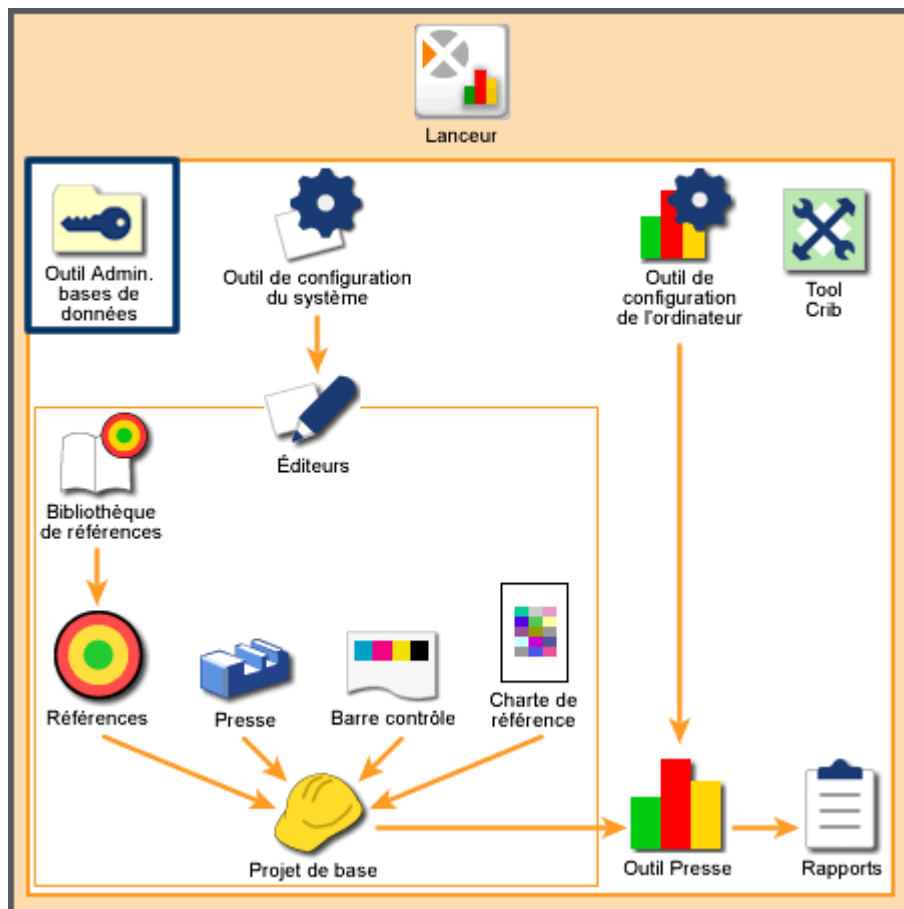 Lanceur
Outil Admin.
bases de
données
Outil de configuration
du système
Outil de
configuration
de l'ordinateur
Tool
Crib
Éditeurs
Bibliothèque
de références
Références
Presse
Barre contrôle
Charte de
référence
Projet de base
Outil Presse
Rapports